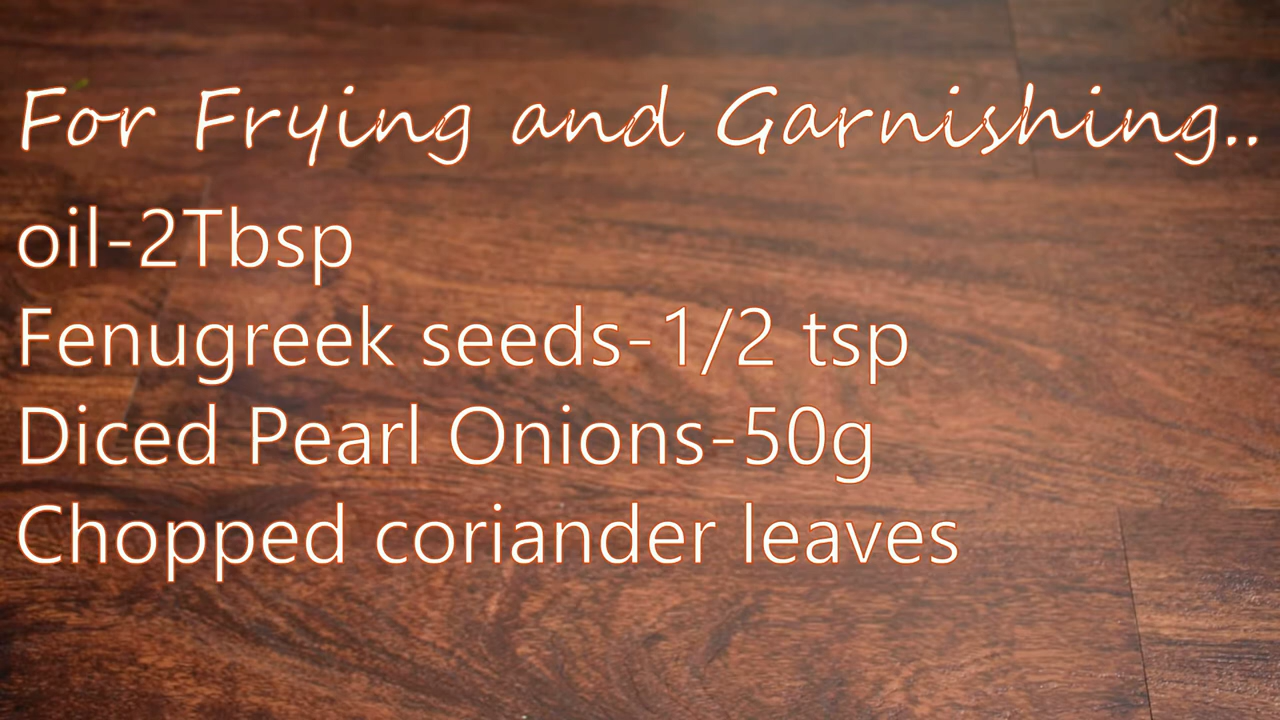 For Frying and Garnishing..
oil-2Tbsp
Fenugreek seeds-1/2 tsp
Diced Pearl Onions-50g
Chopped coriander leaves